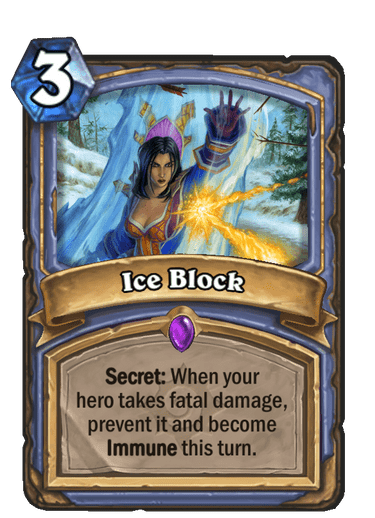 3
Ice Block
Secret: When your
hero takes fatal damage,
prevent it and become
Immune this turn.